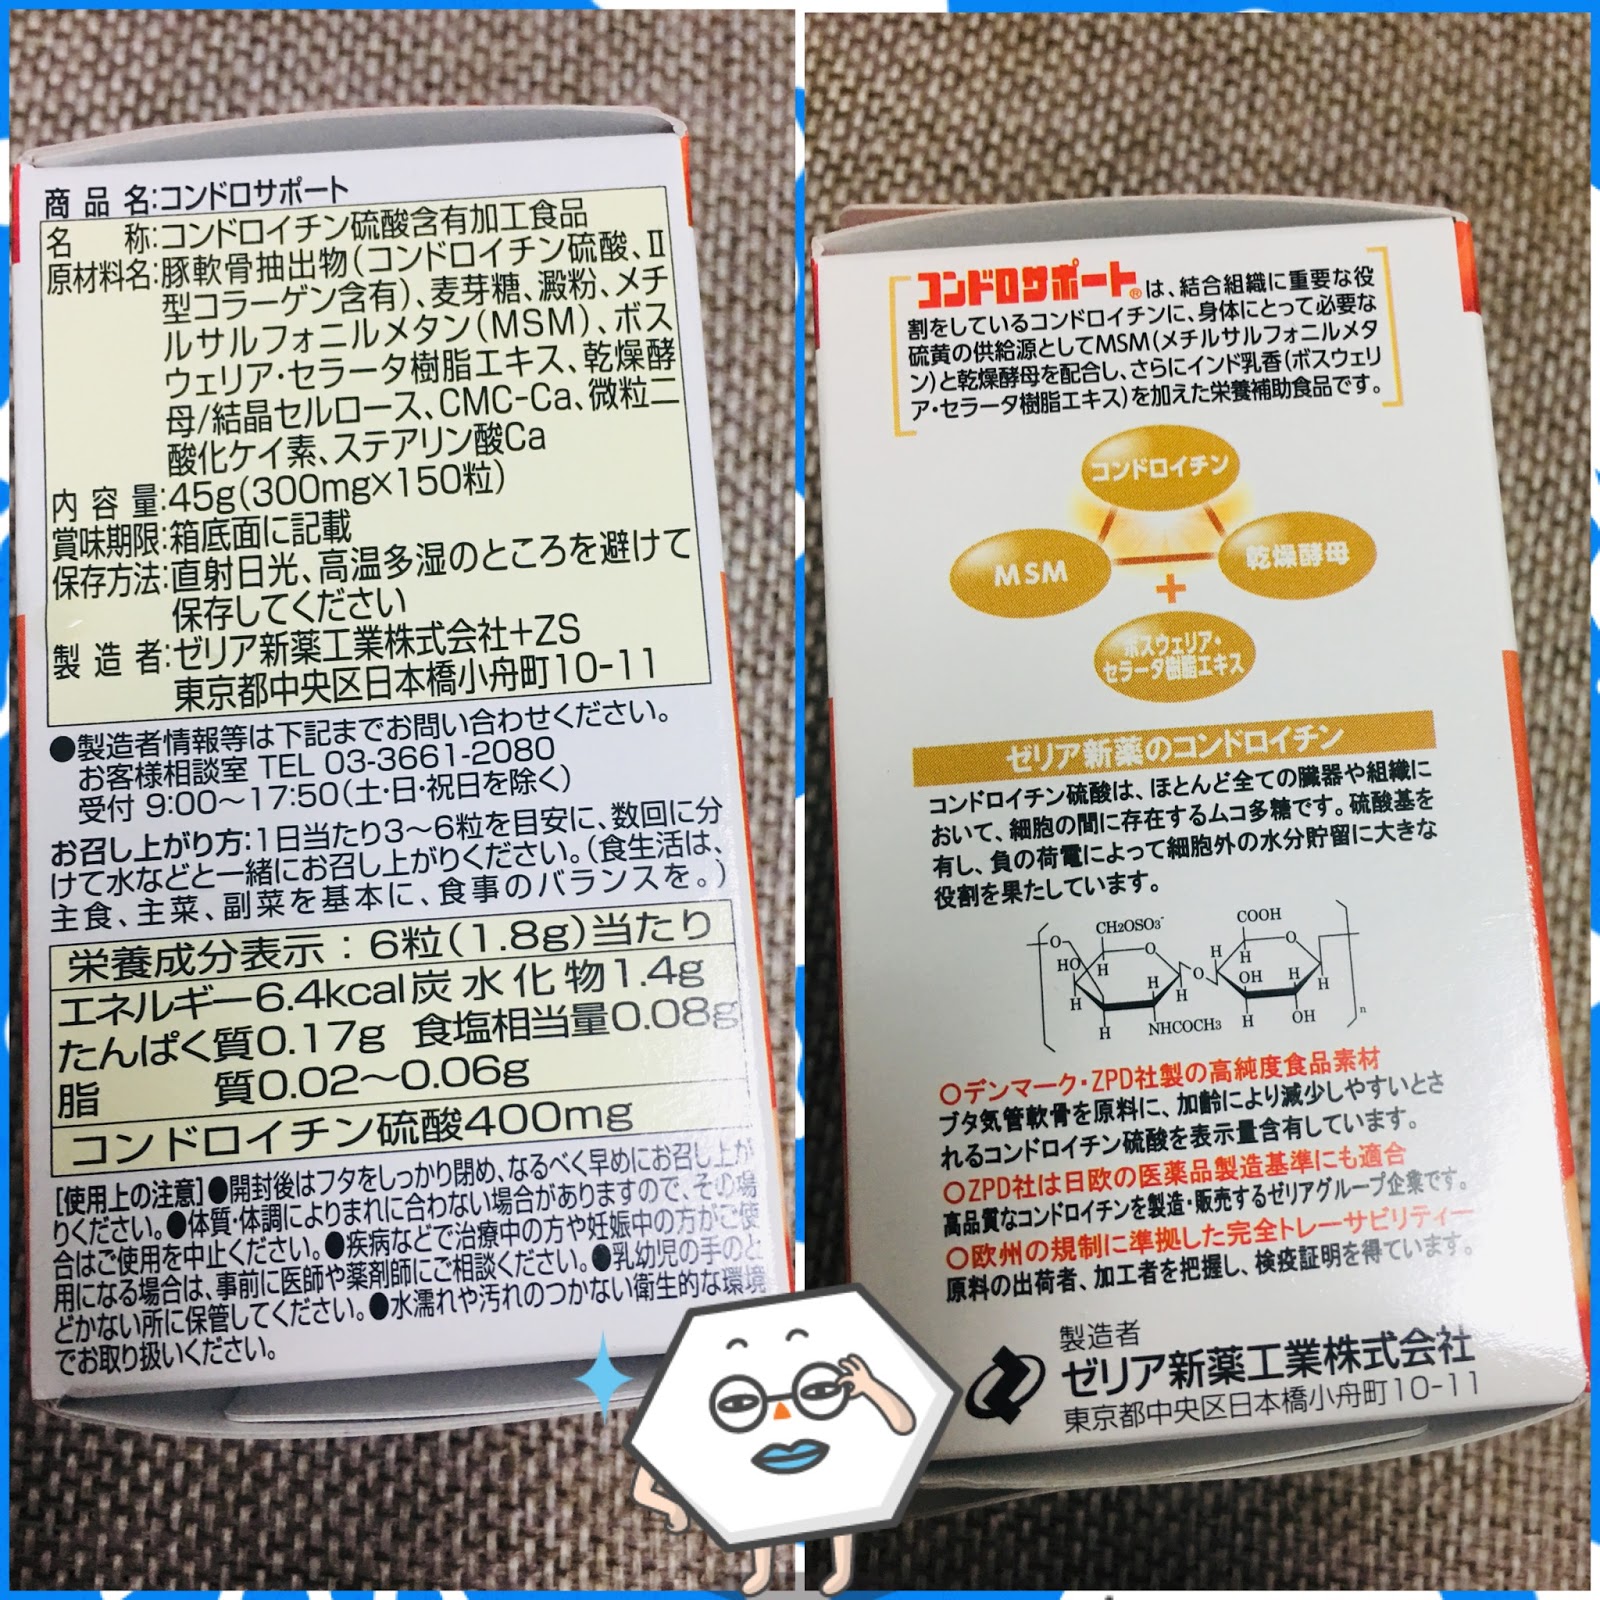 商品名:コンドロサポート
名称:コンドロイチン硫酸含有加工食品
原材料名:豚軟骨抽出物(コンドロイチン硫酸、Ⅱ
型コラーゲン含有)、麦芽糖、澱粉、メチ
ルサルフォニルメタン(MSM)、ボス
ウェリア・セラータ樹脂エキス、乾燥酵
母/結晶セルロース、CMC-Ca、微粒二
酸化ケイ素、ステアリン酸Ca
内容量:45g(300mg×150粒)
賞味期限:箱底面に記載
保存方法:直射日光、高温多湿のところを避けて
保存してください
製造者:ゼリア新薬工業株式会社+ZS
東京都中央区日本橋小舟町10-11
●製造者情報等は下記までお問い合わせください。
お客様相談室 TEL 03-3661-2080
受付 9:00～17:50(土・日・祝日を除く)
お召し上がり方:1日当たり3～6粒を目安に、数回に分
けて水などと一緒にお召し上がりください。(食生活は、
主食、主菜、副菜を基本に、食事のバランスを。)
栄養成分表示:6粒(1.8g)当たり
エネルギー6.4kcal炭水化物1.4g
たんぱく質0.17g 食塩相当量0.08g
脂質0.02～0.06g
コンドロイチン硫酸400mg
[使用上の注意]●開封後はフタをしっかり閉め、なるべく早めにお召し上が
りください。●体質・体調によりまれに合わない場合がありますので、その場
合はご使用を中止ください。●疾病などで治療中の方や妊娠中の方がご使
用になる場合は、事前に医師や薬剤師にご相談ください。●乳幼児の手のと
どかない所に保管してください。●水濡れや汚れのつかない衛生的な環境
でお取り扱いください。
コンドロサポート®は、結合組織に重要な役
割をしているコンドロイチンに、身体にとって必要な
硫黄の供給源としてMSM(メチルサルフォニルメタ
ン)と乾燥酵母を配合し、さらにインド乳香(ボスウェリ
ア・セラータ樹脂エキス)を加えた栄養補助食品です。
コンドロイチン
MSM
乾燥酵母
+
ボスウェリア・
セラータ樹脂エキス
ゼリア新薬のコンドロイチン
コンドロイチン硫酸は、ほとんど全ての臓器や組織に
おいて、細胞の間に存在するムコ多糖です。硫酸基を
有し、負の荷電によって細胞外の水分貯留に大きな
役割を果たしています。
CH2OSO3- COOH
O O O
HO H H H OH H H
H H O
H NHCOCH3 H OH n
○デンマーク・ZPD社製の高純度食品素材
ブタ気管軟骨を原料に、加齢により減少しやすいとさ
れるコンドロイチン硫酸を表示量含有しています。
○ZPD社は日欧の医薬品製造基準にも適合
高品質なコンドロイチンを製造・販売するゼリアグループ企業です。
○欧州の規制に準拠した完全トレーサビリティー
原料の出荷者、加工者を把握し、検疫証明を得ています。
製造者
ゼリア新薬工業株式会社
東京都中央区日本橋小舟町10-11